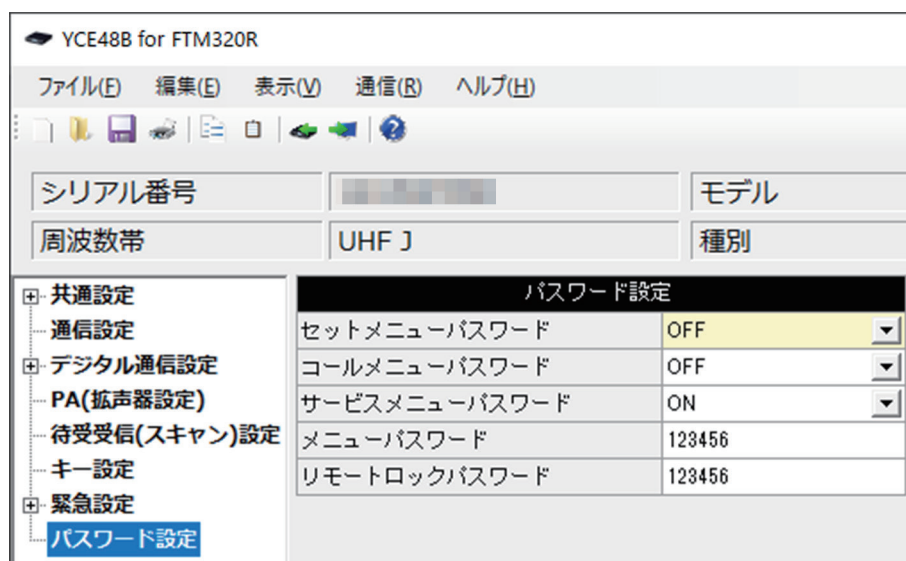 YCE48B for FTM320R
ファイル(F) 編集(E) 表示(V) 通信(R) ヘルプ(H)
シリアル番号 モデル
周波数帯 UHF J 種別
共通設定
通信設定
デジタル通信設定
PA(拡声器設定)
待受受信(スキャン)設定
キー設定
緊急設定
パスワード設定
パスワード設定
セットメニューパスワード OFF
コールメニューパスワード OFF
サービスメニューパスワード ON
メニューパスワード 123456
リモートロックパスワード 123456